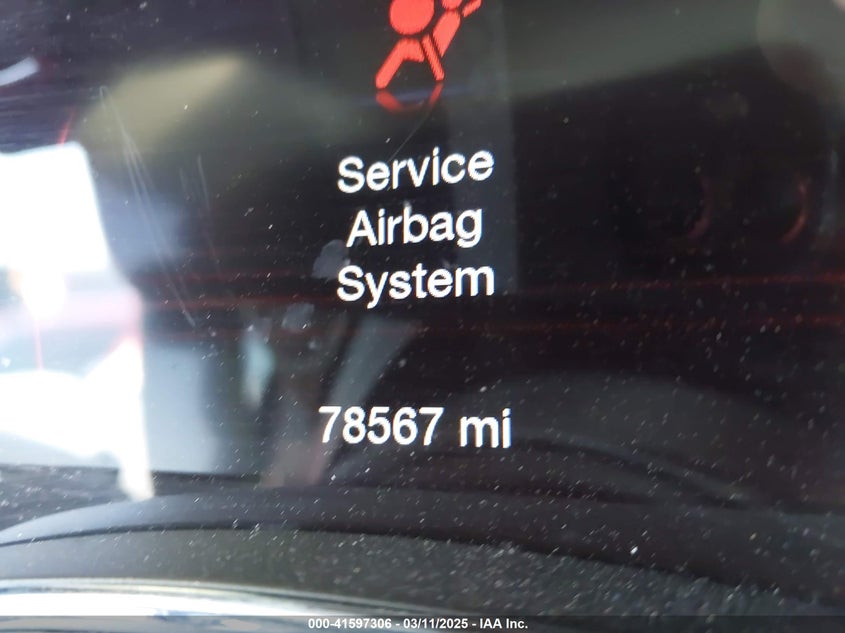 Service
Airbag
System
78567 mi
000-41597306 - 03/11/2025 - IAA Inc.